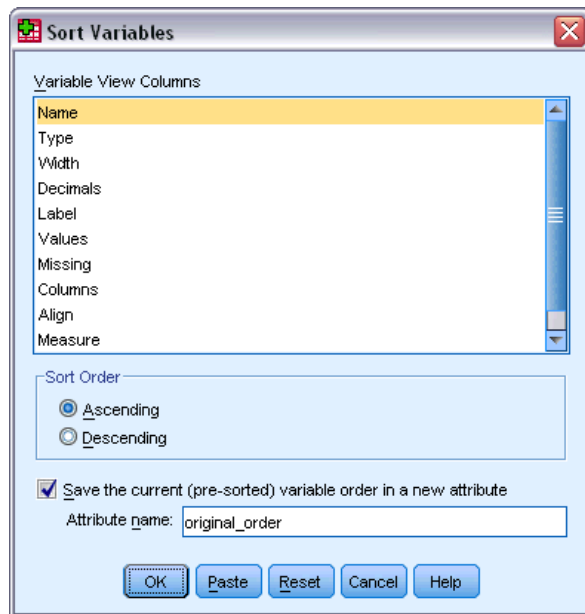 Sort Variables
Variable View Columns
Name
Type
Width
Decimals
Label
Values
Missing
Columns
Align
Measure
Sort Order
Ascending
Descending
Save the current (pre-sorted) variable order in a new attribute
Attribute name: original_order
OK Paste Reset Cancel Help